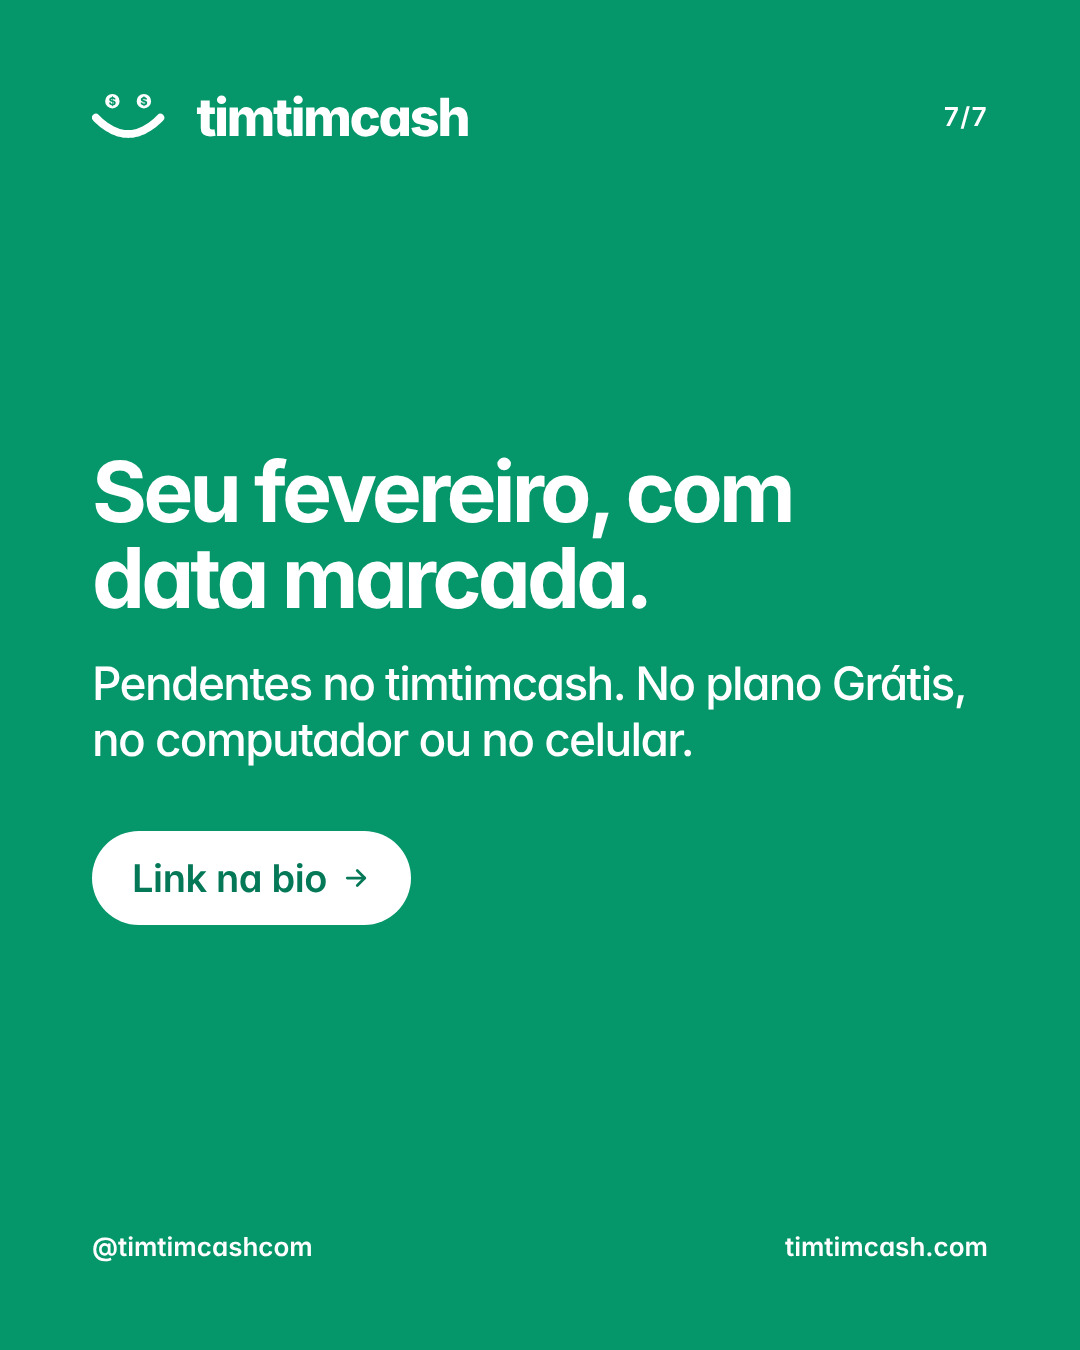 timtimcash
7/7
Seu fevereiro, com
data marcada.
Pendentes no timtimcash. No plano Grátis,
no computador ou no celular.
Link na bio →
@timtimcashcom
timtimcash.com